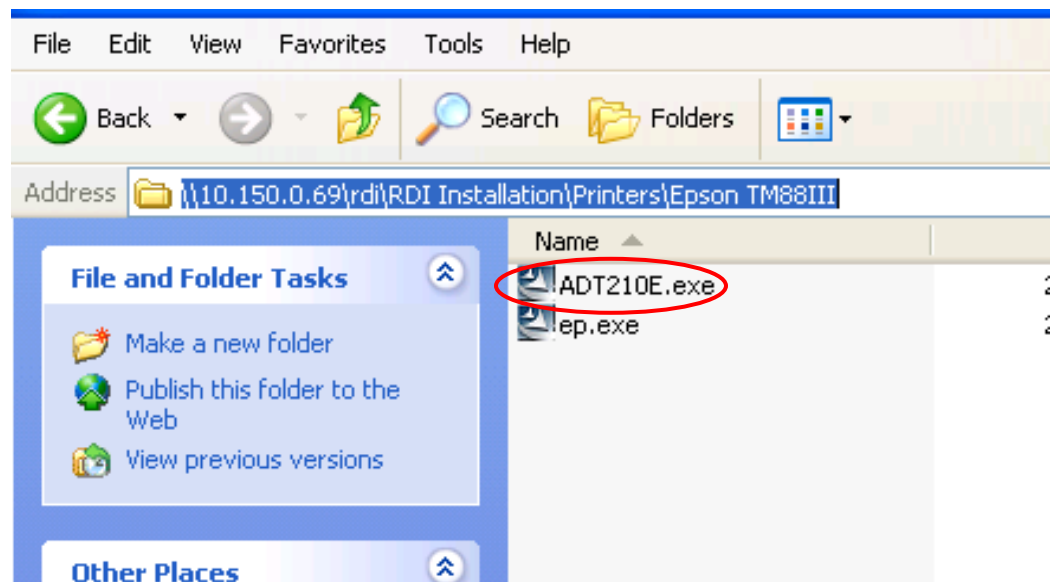 File Edit View Favorites Tools Help
Back Search Folders
Address \\10.150.0.69\rdi\RDI Installation\Printers\Epson TM88III
Name
File and Folder Tasks
ADT210E.exe 2
ep.exe 2
Make a new folder
Publish this folder to the
Web
View previous versions
Other Places